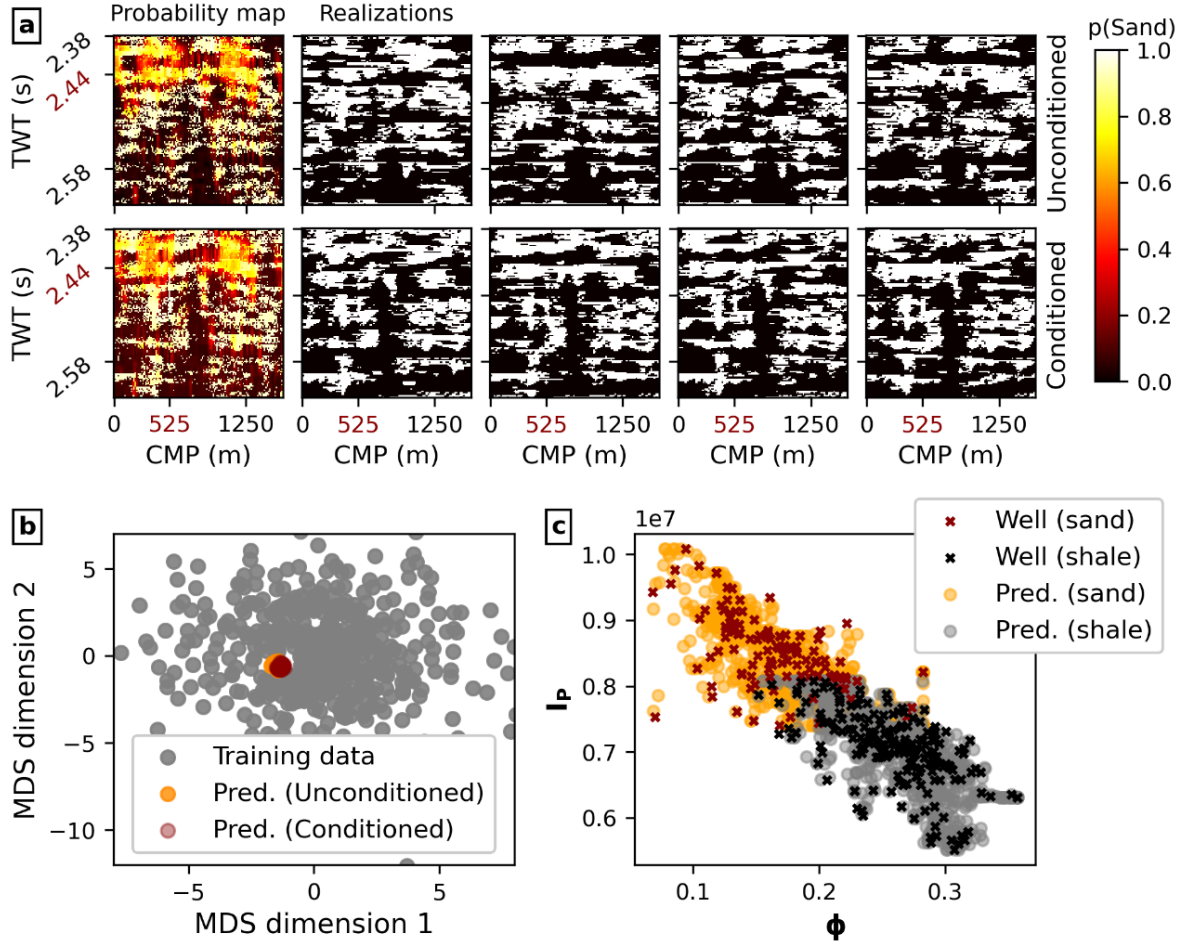 a
Probability map
Realizations
p(Sand)
TWT (s)
2.38
2.44
2.58
Unconditioned
TWT (s)
2.38
2.44
2.58
Conditioned
1.0
0.8
0.6
0.4
0.2
0.0
0 525 1250
0 525 1250
0 525 1250
0 525 1250
0 525 1250
CMP (m)
CMP (m)
CMP (m)
CMP (m)
CMP (m)
b
MDS dimension 2
5
0
−5
−10
Training data
Pred. (Unconditioned)
Pred. (Conditioned)
−5 0 5
MDS dimension 1
c
1e7
Well (sand)
Well (shale)
Pred. (sand)
Pred. (shale)
IP
1.0
0.9
0.8
0.7
0.6
0.1 0.2 0.3
ϕ